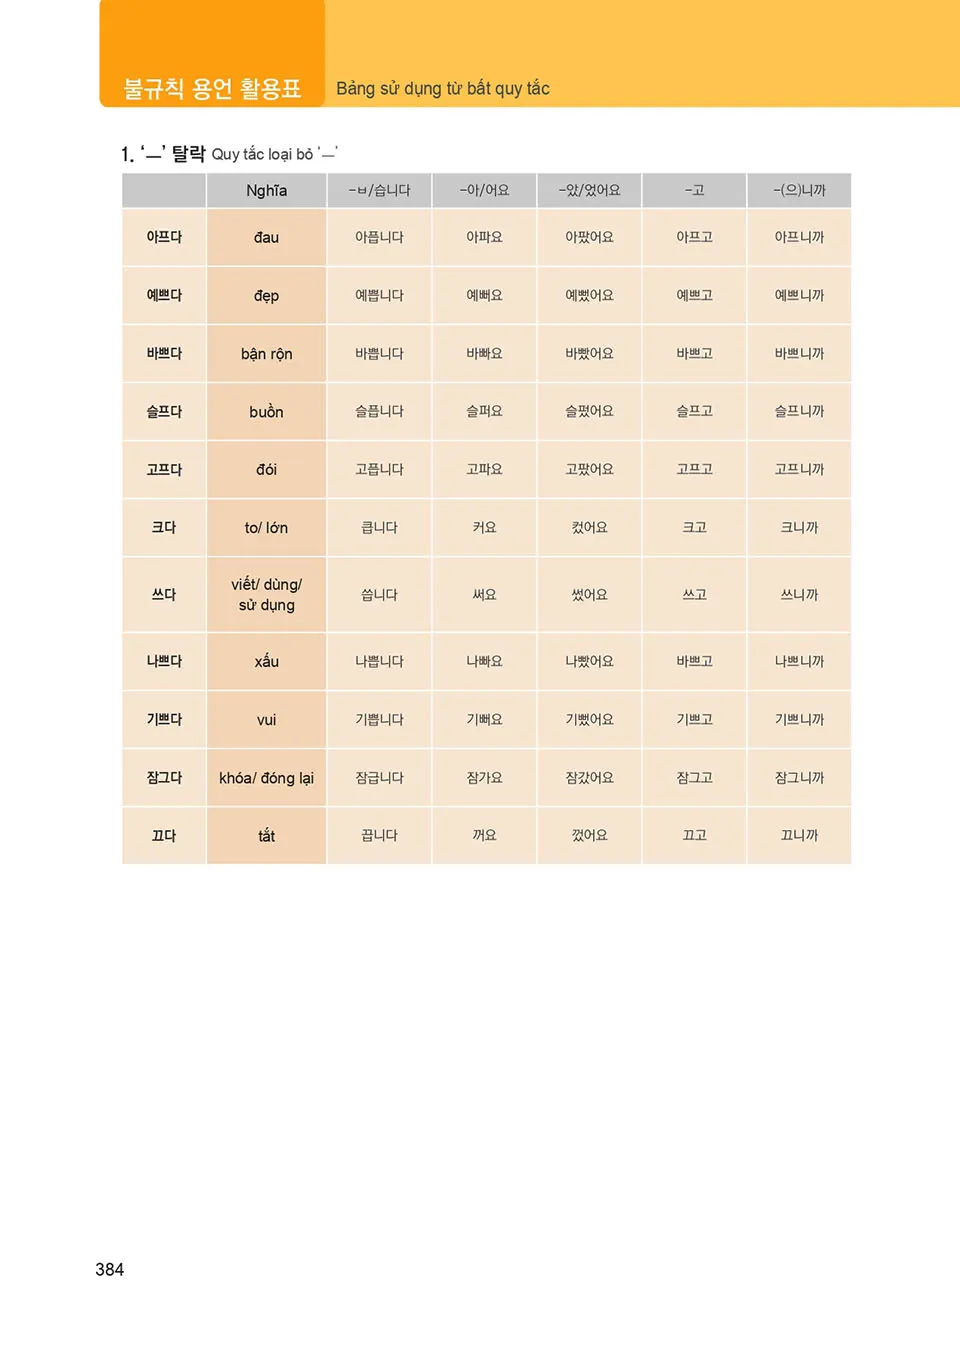 불규칙 용언 활용표 Bảng sử dụng từ bất quy tắc
1. ‘ㅡ’ 탈락 Quy tắc loại bỏ ‘ㅡ’
Nghĩa -ㅂ/습니다 -아/어요 -았/었어요 -고 -(으)니까
아프다 đau 아픕니다 아파요 아팠어요 아프고 아프니까
예쁘다 đẹp 예쁩니다 예뻐요 예뻤어요 예쁘고 예쁘니까
바쁘다 bận rộn 바쁩니다 바빠요 바빴어요 바쁘고 바쁘니까
슬프다 buồn 슬픕니다 슬퍼요 슬펐어요 슬프고 슬프니까
고프다 đói 고픕니다 고파요 고팠어요 고프고 고프니까
크다 to/ lớn 큽니다 커요 컸어요 크고 크니까
쓰다 viết/ dùng/
sử dụng 씁니다 써요 썼어요 쓰고 쓰니까
나쁘다 xấu 나쁩니다 나빠요 나빴어요 바쁘고 나쁘니까
기쁘다 vui 기쁩니다 기뻐요 기뻤어요 기쁘고 기쁘니까
잠그다 khóa/ đóng lại 잠급니다 잠가요 잠갔어요 잠그고 잠그니까
끄다 tắt 끕니다 꺼요 껐어요 끄고 끄니까
384